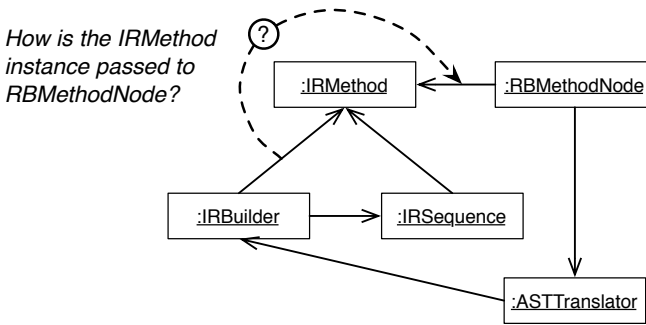 How is the IRMethod
instance passed to
RBMethodNode?
?
:IRMethod
:RBMethodNode
:IRBuilder
:IRSequence
:ASTTranslator